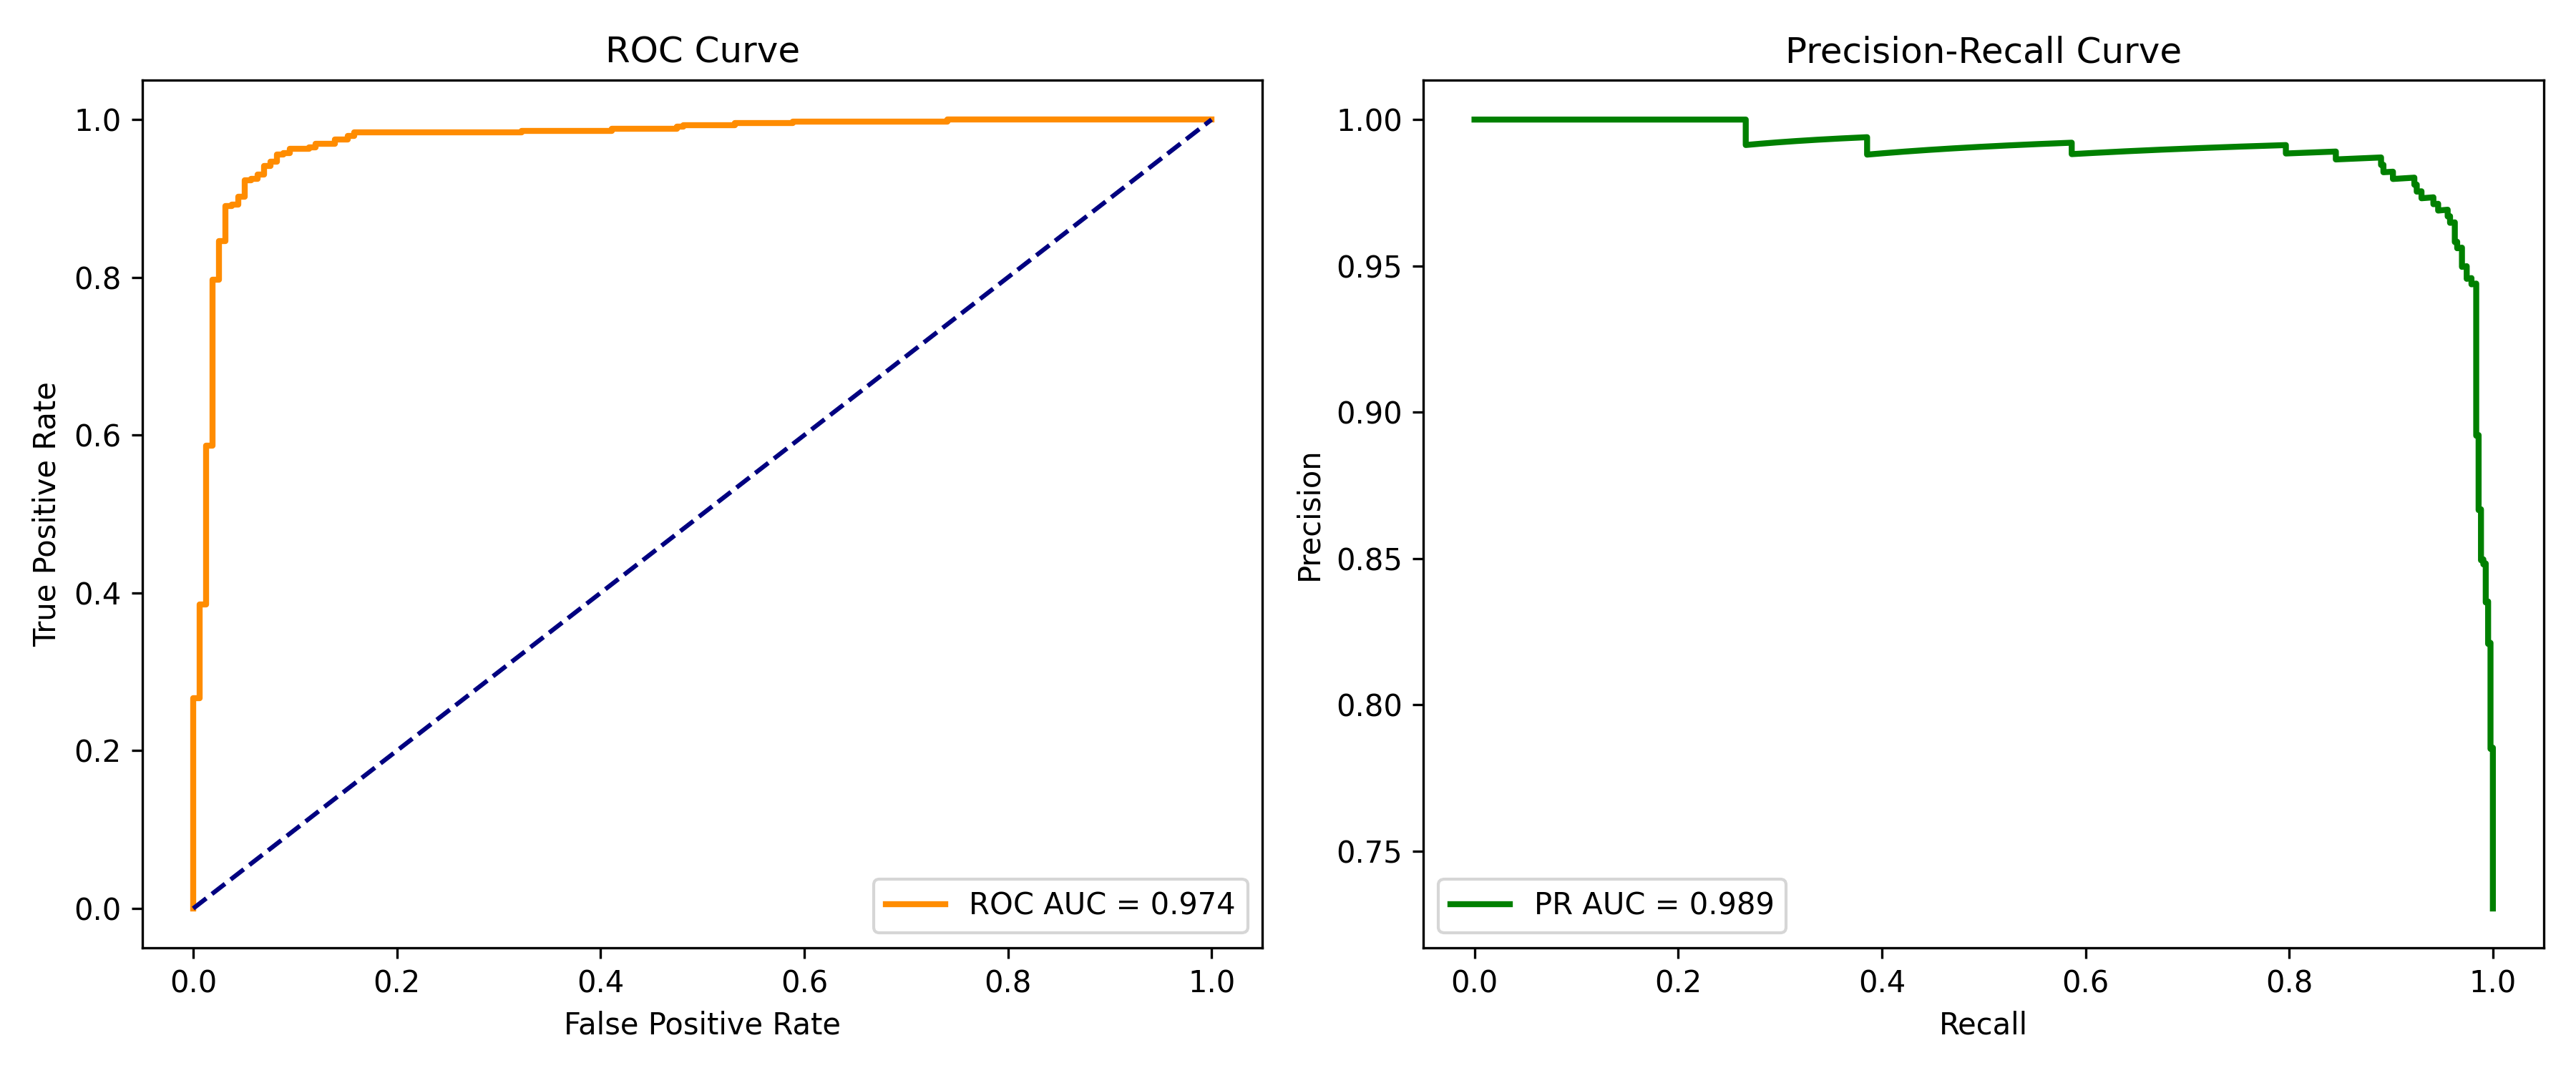 ROC Curve
1.0
0.8
0.6
0.4
0.2
0.0
True Positive Rate
0.0 0.2 0.4 0.6 0.8 1.0
False Positive Rate
ROC AUC = 0.974
Precision-Recall Curve
1.00
0.95
0.90
0.85
0.80
0.75
Precision
0.0 0.2 0.4 0.6 0.8 1.0
Recall
PR AUC = 0.989